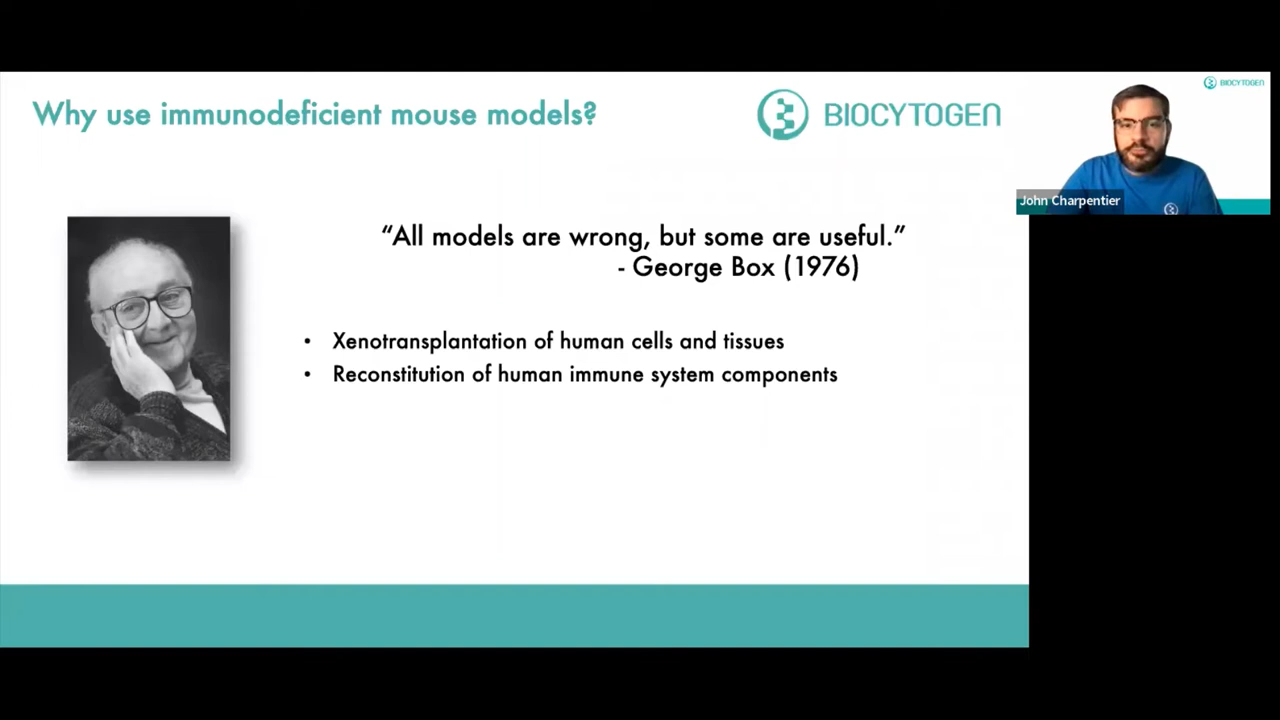 Why use immunodeficient mouse models?
BIOCYTOGEN
BIOCYTOGEN
John Charpentier
“All models are wrong, but some are useful.”
- George Box (1976)
• Xenotransplantation of human cells and tissues
• Reconstitution of human immune system components